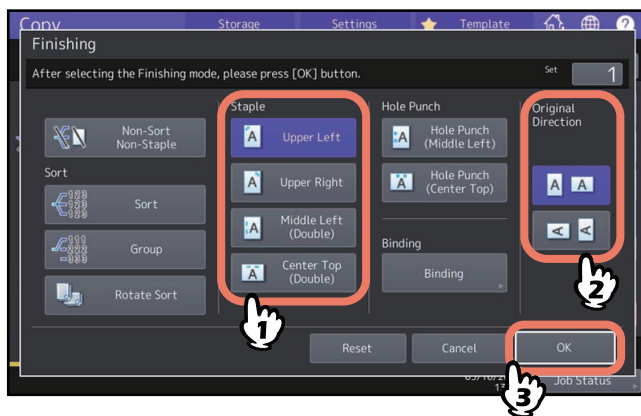 Copy
Storage
Settings
Template
?
Finishing
After selecting the Finishing mode, please press [OK] button.
Set
1
Non-Sort
Non-Staple
Sort
Sort
Group
Rotate Sort
Staple
Upper Left
Upper Right
Middle Left
(Double)
Center Top
(Double)
1
Hole Punch
Hole Punch
(Middle Left)
Hole Punch
(Center Top)
Binding
Binding
Original
Direction
A A
A A
2
Reset
Cancel
OK
3
Job Status